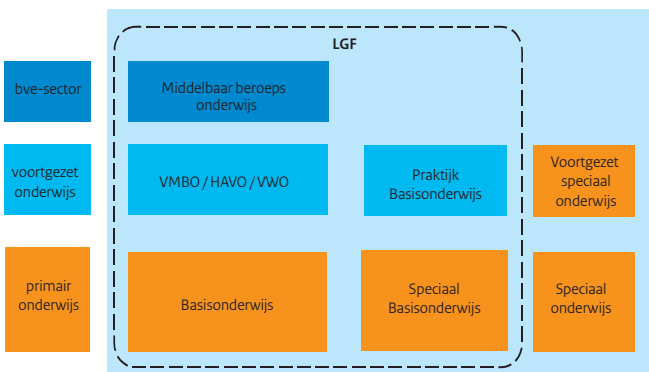 LGF
bve-sector
Middelbaar beroeps
onderwijs
voortgezet
onderwijs
VMBO / HAVO / VWO
Praktijk
Basisonderwijs
Voortgezet
speciaal
onderwijs
primair
onderwijs
Basisonderwijs
Speciaal
Basisonderwijs
Speciaal
onderwijs